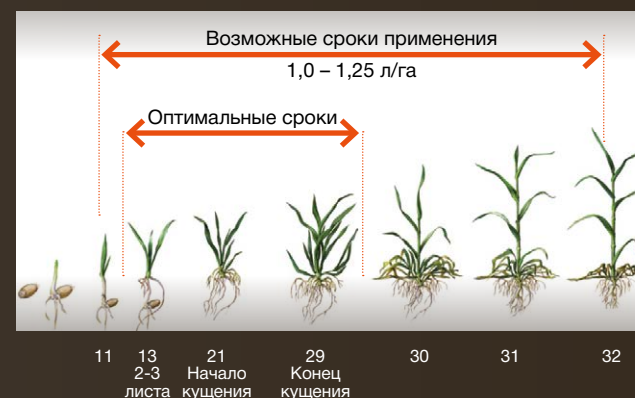 Возможные сроки применения
1,0 – 1,25 л/га
Оптимальные сроки
11 13 21 29 30 31 32
2-3 Начало Конец
листа кущения кущения